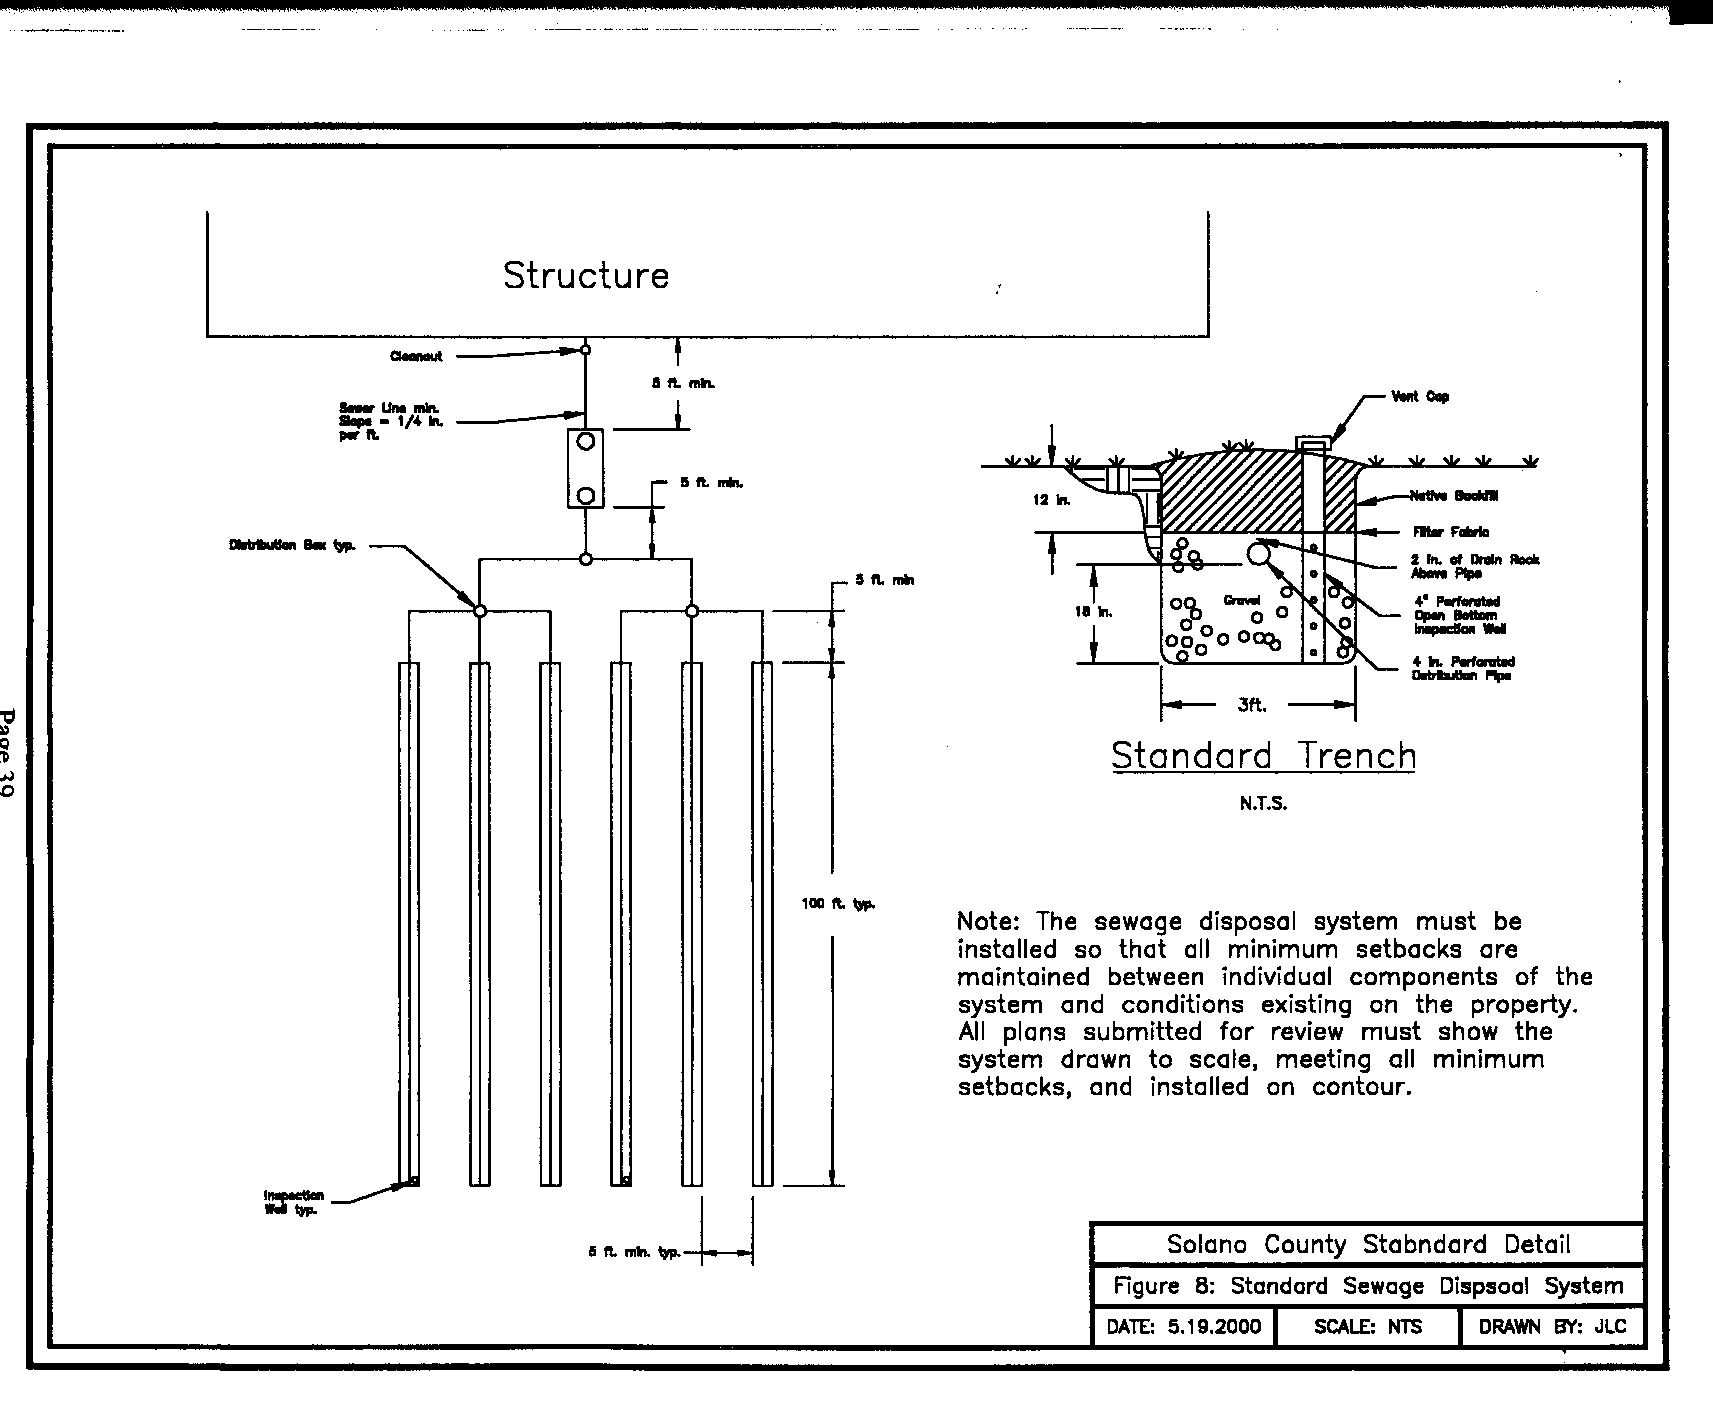 Structure
Cleanout
5 ft. min.
Sewer Line min.
Slope = 1/4 in.
per ft.
5 ft. min.
Distribution Box typ.
5 ft. min
100 ft. typ.
Inspection
Well typ.
5 ft. min. typ.
Vent Cap
12 in.
Native Backfill
Filter Fabric
2 in. of Drain Rock
Above Pipe
Gravel
4" Perforated
Open Bottom
Inspection Well
18 in.
4 in. Perforated
Distribution Pipe
3ft.
Standard Trench
N.T.S.
Note: The sewage disposal system must be
installed so that all minimum setbacks are
maintained between individual components of the
system and conditions existing on the property.
All plans submitted for review must show the
system drawn to scale, meeting all minimum
setbacks, and installed on contour.
Solano County Stabndard Detail
Figure 8: Standard Sewage Dispsoal System
DATE: 5.19.2000
SCALE: NTS
DRAWN BY: JLC
Page 39